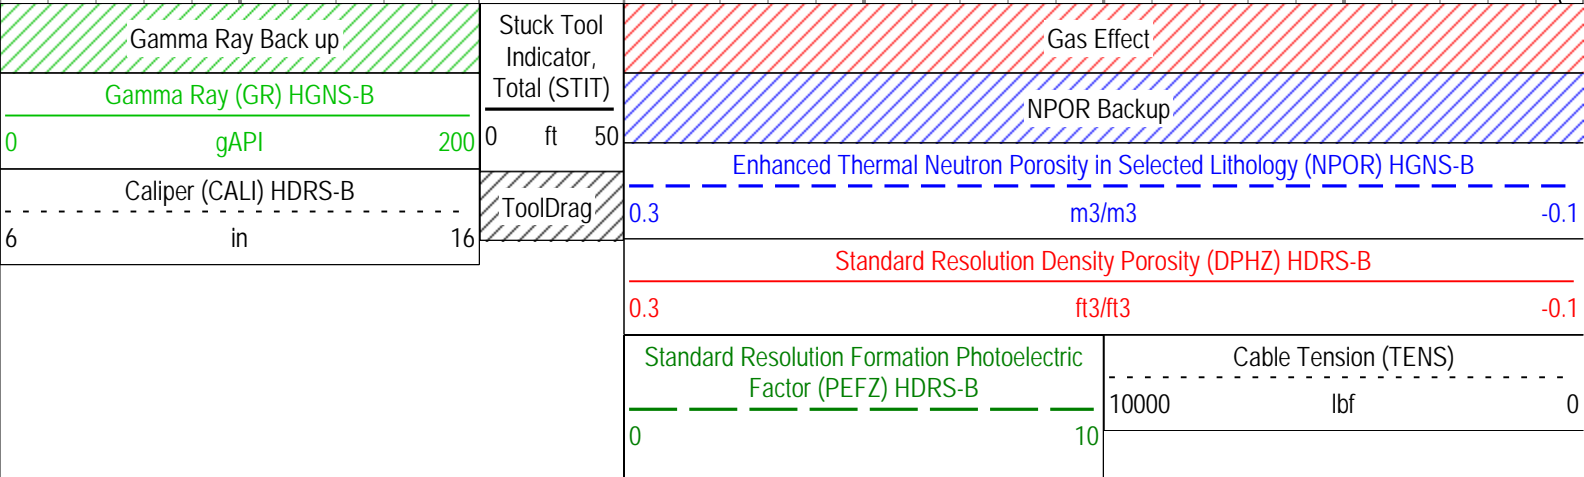 Gamma Ray Back up
Gamma Ray (GR) HGNS-B
0 gAPI 200
Caliper (CALI) HDRS-B
6 in 16
Stuck Tool
Indicator,
Total (STIT)
0 ft 50
ToolDrag
Gas Effect
NPOR Backup
Enhanced Thermal Neutron Porosity in Selected Lithology (NPOR) HGNS-B
0.3 m3/m3 -0.1
Standard Resolution Density Porosity (DPHZ) HDRS-B
0.3 ft3/ft3 -0.1
Standard Resolution Formation Photoelectric
Factor (PEFZ) HDRS-B
0 10
Cable Tension (TENS)
10000 lbf 0